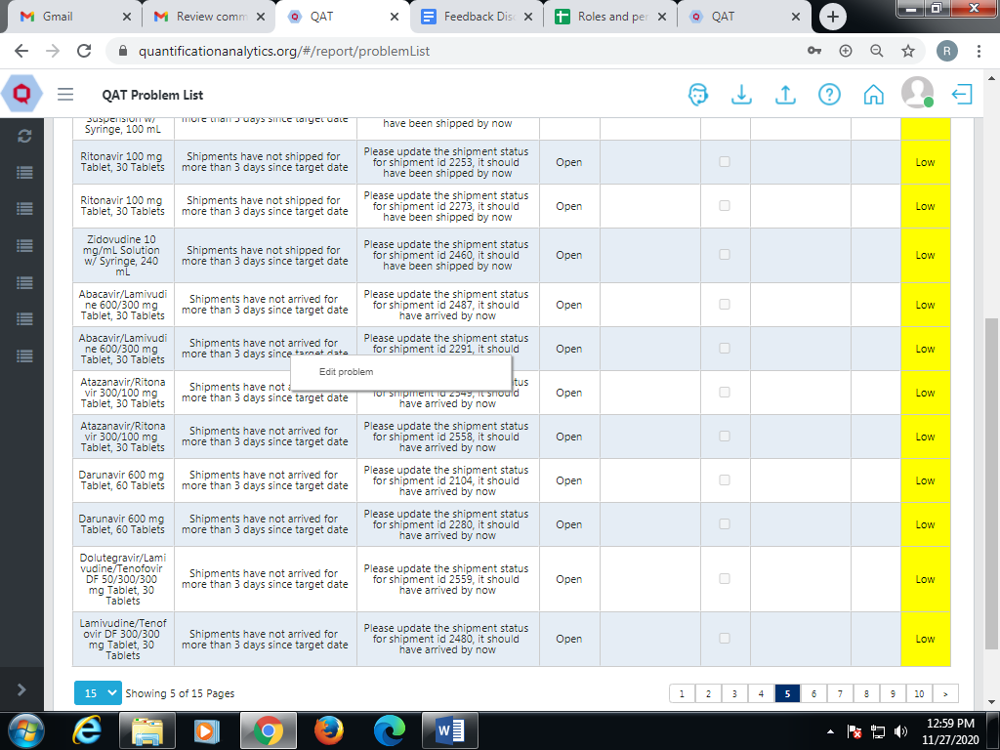 Gmail
Review comm
QAT
Feedback Dis
Roles and per
QAT
quantificationanalytics.org/#/report/problemList
R
QAT Problem List
Suspension w/
Syringe, 100 mL
more than 3 days since target date
have been shipped by now
Ritonavir 100 mg
Tablet, 30 Tablets
Shipments have not shipped for
more than 3 days since target date
Please update the shipment status
for shipment id 2253, it should
have been shipped by now
Open
Low
Ritonavir 100 mg
Tablet, 30 Tablets
Shipments have not shipped for
more than 3 days since target date
Please update the shipment status
for shipment id 2273, it should
have been shipped by now
Open
Low
Zidovudine 10
mg/mL Solution
w/ Syringe, 240
mL
Shipments have not shipped for
more than 3 days since target date
Please update the shipment status
for shipment id 2460, it should
have been shipped by now
Open
Low
Abacavir/Lamivudi
ne 600/300 mg
Tablet, 30 Tablets
Shipments have not arrived for
more than 3 days since target date
Please update the shipment status
for shipment id 2487, it should
have arrived by now
Open
Low
Abacavir/Lamivudi
ne 600/300 mg
Tablet, 30 Tablets
Shipments have not arrived for
more than 3 days since target date
Please update the shipment status
for shipment id 2291, it should
Open
Low
Edit problem
Atazanavir/Ritona
vir 300/100 mg
Tablet, 30 Tablets
Shipments have not a
more than 3 days since target date
tus
for shipment id 2549, it should
have arrived by now
Open
Low
Atazanavir/Ritona
vir 300/100 mg
Tablet, 30 Tablets
Shipments have not arrived for
more than 3 days since target date
Please update the shipment status
for shipment id 2558, it should
have arrived by now
Open
Low
Darunavir 600 mg
Tablet, 60 Tablets
Shipments have not arrived for
more than 3 days since target date
Please update the shipment status
for shipment id 2104, it should
have arrived by now
Open
Low
Darunavir 600 mg
Tablet, 60 Tablets
Shipments have not arrived for
more than 3 days since target date
Please update the shipment status
for shipment id 2280, it should
have arrived by now
Open
Low
Dolutegravir/Lami
vudine/Tenofovir
DF 50/300/300
mg Tablet, 30
Tablets
Shipments have not arrived for
more than 3 days since target date
Please update the shipment status
for shipment id 2559, it should
have arrived by now
Open
Low
Lamivudine/Tenof
ovir DF 300/300
mg Tablet, 30
Tablets
Shipments have not arrived for
more than 3 days since target date
Please update the shipment status
for shipment id 2480, it should
have arrived by now
Open
Low
15 Showing 5 of 15 Pages
1 2 3 4 5 6 7 8 9 10 >
12:59 PM
11/27/2020